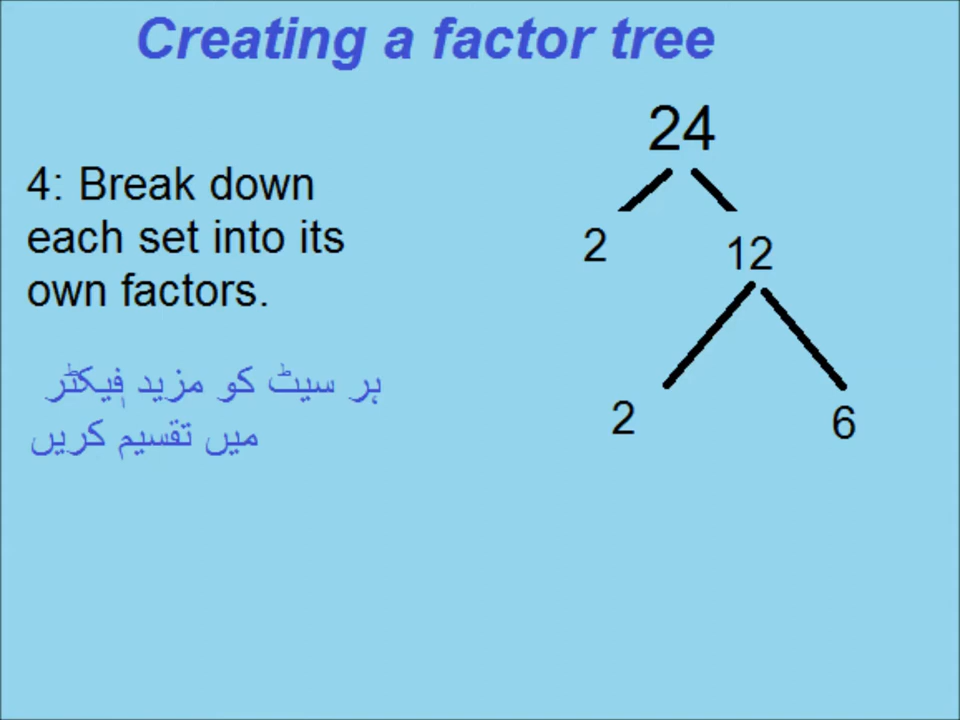 Creating a factor tree
4: Break down
each set into its
own factors.
ہر سیٹ کو مزید فیکٹر
میں تقسیم کریں
24
2 12
2 6